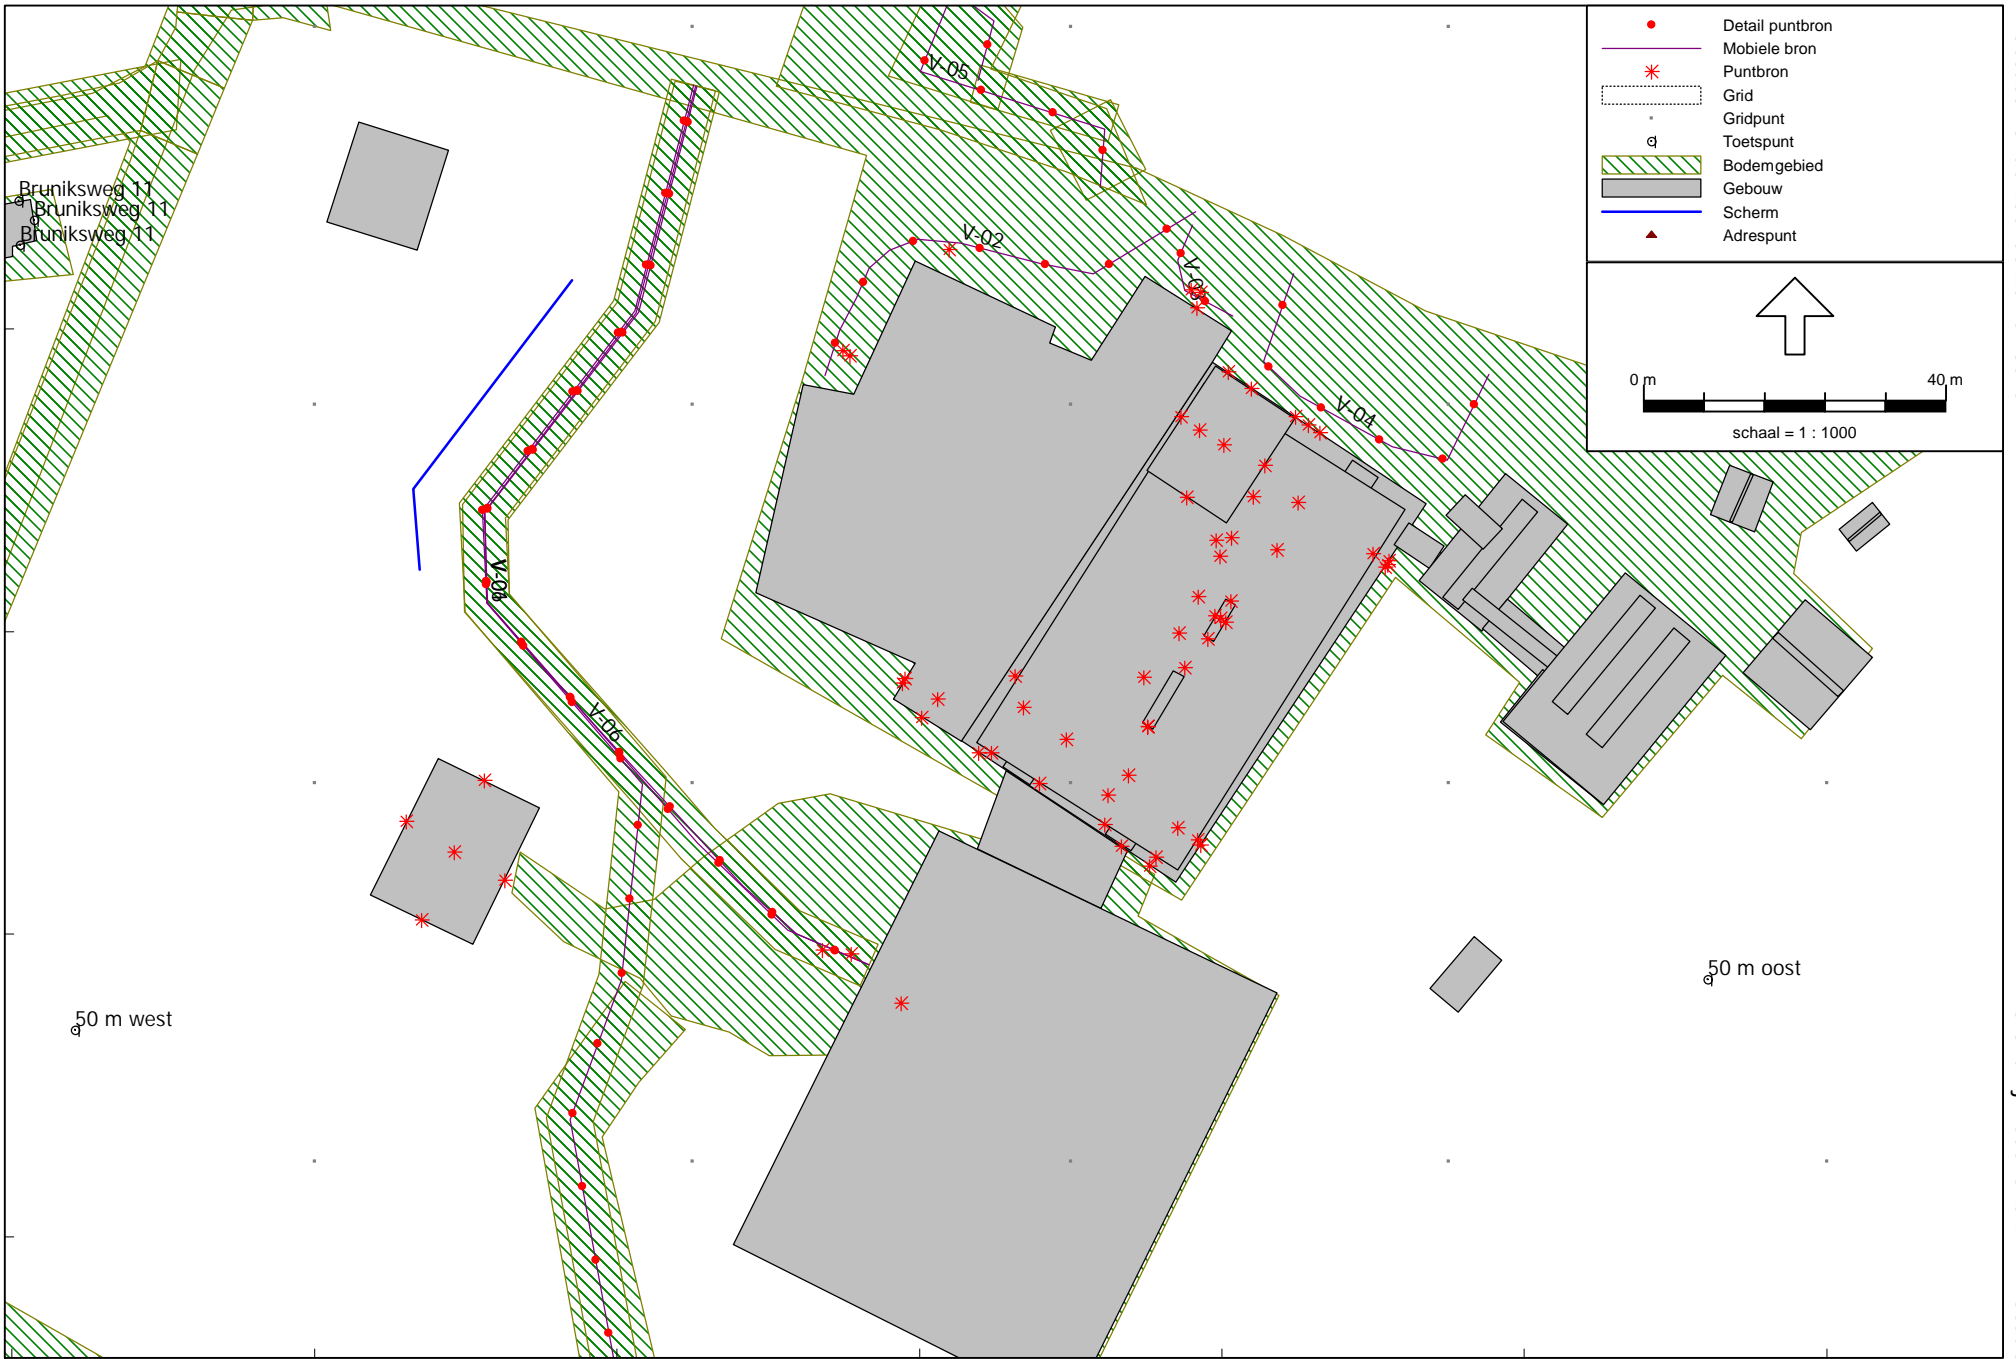 Detail puntbron
Mobiele bron
Puntbron
Grid
Gridpunt
Toetspunt
Bodemgebied
Gebouw
Scherm
Adrespunt
0 m
40 m
schaal = 1 : 1000
V-05
Bruniksweg 11
Bruniksweg 11
Bruniksweg 11
V-02
V-03
V-04
V-06
50 m oost
50 m west